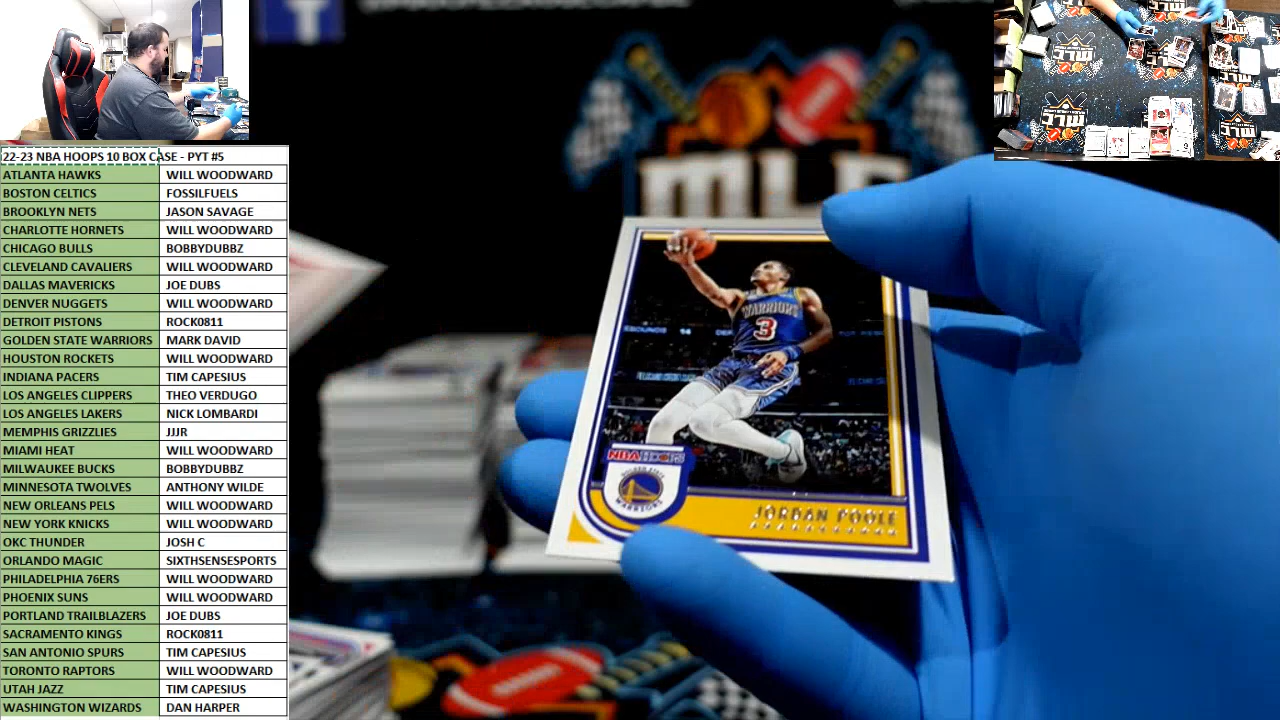 22-23 NBA HOOPS 10 BOX CASE - PYT #5
ATLANTA HAWKS WILL WOODWARD
BOSTON CELTICS FOSSILFUELS
BROOKLYN NETS JASON SAVAGE
CHARLOTTE HORNETS WILL WOODWARD
CHICAGO BULLS BOBBYDUBBZ
CLEVELAND CAVALIERS WILL WOODWARD
DALLAS MAVERICKS JOE DUBS
DENVER NUGGETS WILL WOODWARD
DETROIT PISTONS ROCK0811
GOLDEN STATE WARRIORS MARK DAVID
HOUSTON ROCKETS WILL WOODWARD
INDIANA PACERS TIM CAPESIUS
LOS ANGELES CLIPPERS THEO VERDUGO
LOS ANGELES LAKERS NICK LOMBARDI
MEMPHIS GRIZZLIES JJJR
MIAMI HEAT WILL WOODWARD
MILWAUKEE BUCKS BOBBYDUBBZ
MINNESOTA TWOLVES ANTHONY WILDE
NEW ORLEANS PELS WILL WOODWARD
NEW YORK KNICKS WILL WOODWARD
OKC THUNDER JOSH C
ORLANDO MAGIC SIXTHSENSESPORTS
PHILADELPHIA 76ERS WILL WOODWARD
PHOENIX SUNS WILL WOODWARD
PORTLAND TRAILBLAZERS JOE DUBS
SACRAMENTO KINGS ROCK0811
SAN ANTONIO SPURS TIM CAPESIUS
TORONTO RAPTORS WILL WOODWARD
UTAH JAZZ TIM CAPESIUS
WASHINGTON WIZARDS DAN HARPER
WARRIORS
3
NBA HOOPS
WARRIORS
JORDAN POOLE